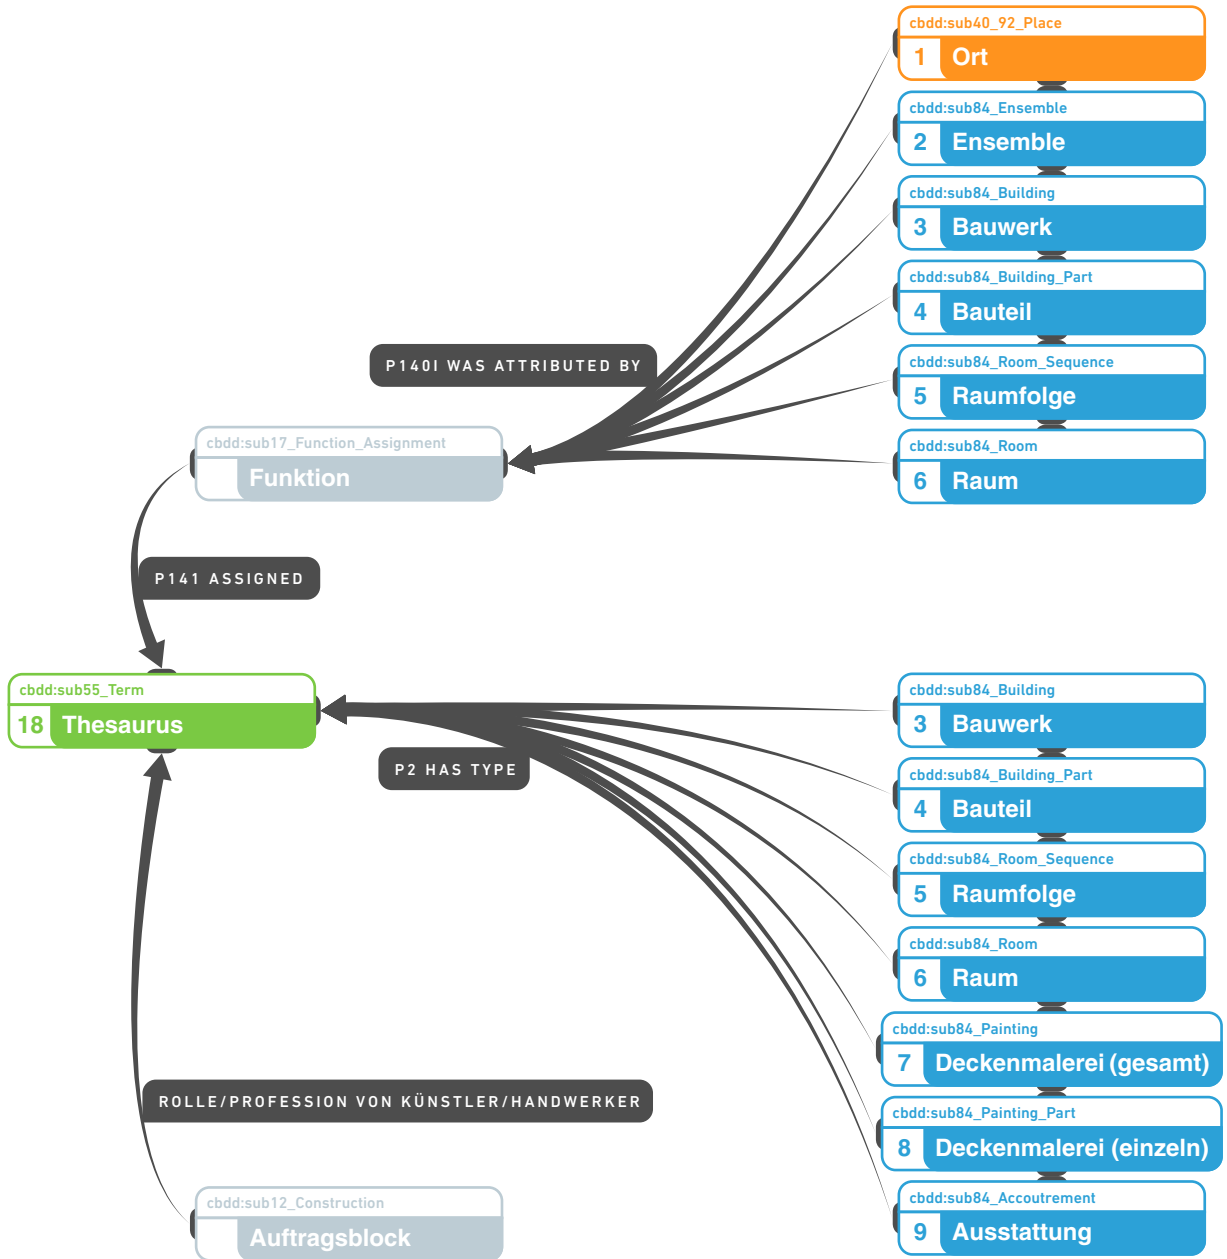 cbdd:sub40_92_Place
1 Ort
cbdd:sub84_Ensemble
2 Ensemble
cbdd:sub84_Building
3 Bauwerk
cbdd:sub84_Building_Part
4 Bauteil
P140I WAS ATTRIBUTED BY
cbdd:sub84_Room_Sequence
5 Raumfolge
cbdd:sub17_Function_Assignment
Funktion
cbdd:sub84_Room
6 Raum
P141 ASSIGNED
cbdd:sub55_Term
18 Thesaurus
P2 HAS TYPE
cbdd:sub84_Building
3 Bauwerk
cbdd:sub84_Building_Part
4 Bauteil
cbdd:sub84_Room_Sequence
5 Raumfolge
cbdd:sub84_Room
6 Raum
cbdd:sub84_Painting
7 Deckenmalerei (gesamt)
ROLLE/PROFESSION VON KÜNSTLER/HANDWERKER
cbdd:sub84_Painting_Part
8 Deckenmalerei (einzeln)
cbdd:sub12_Construction
Auftragsblock
cbdd:sub84_Accoutrement
9 Ausstattung